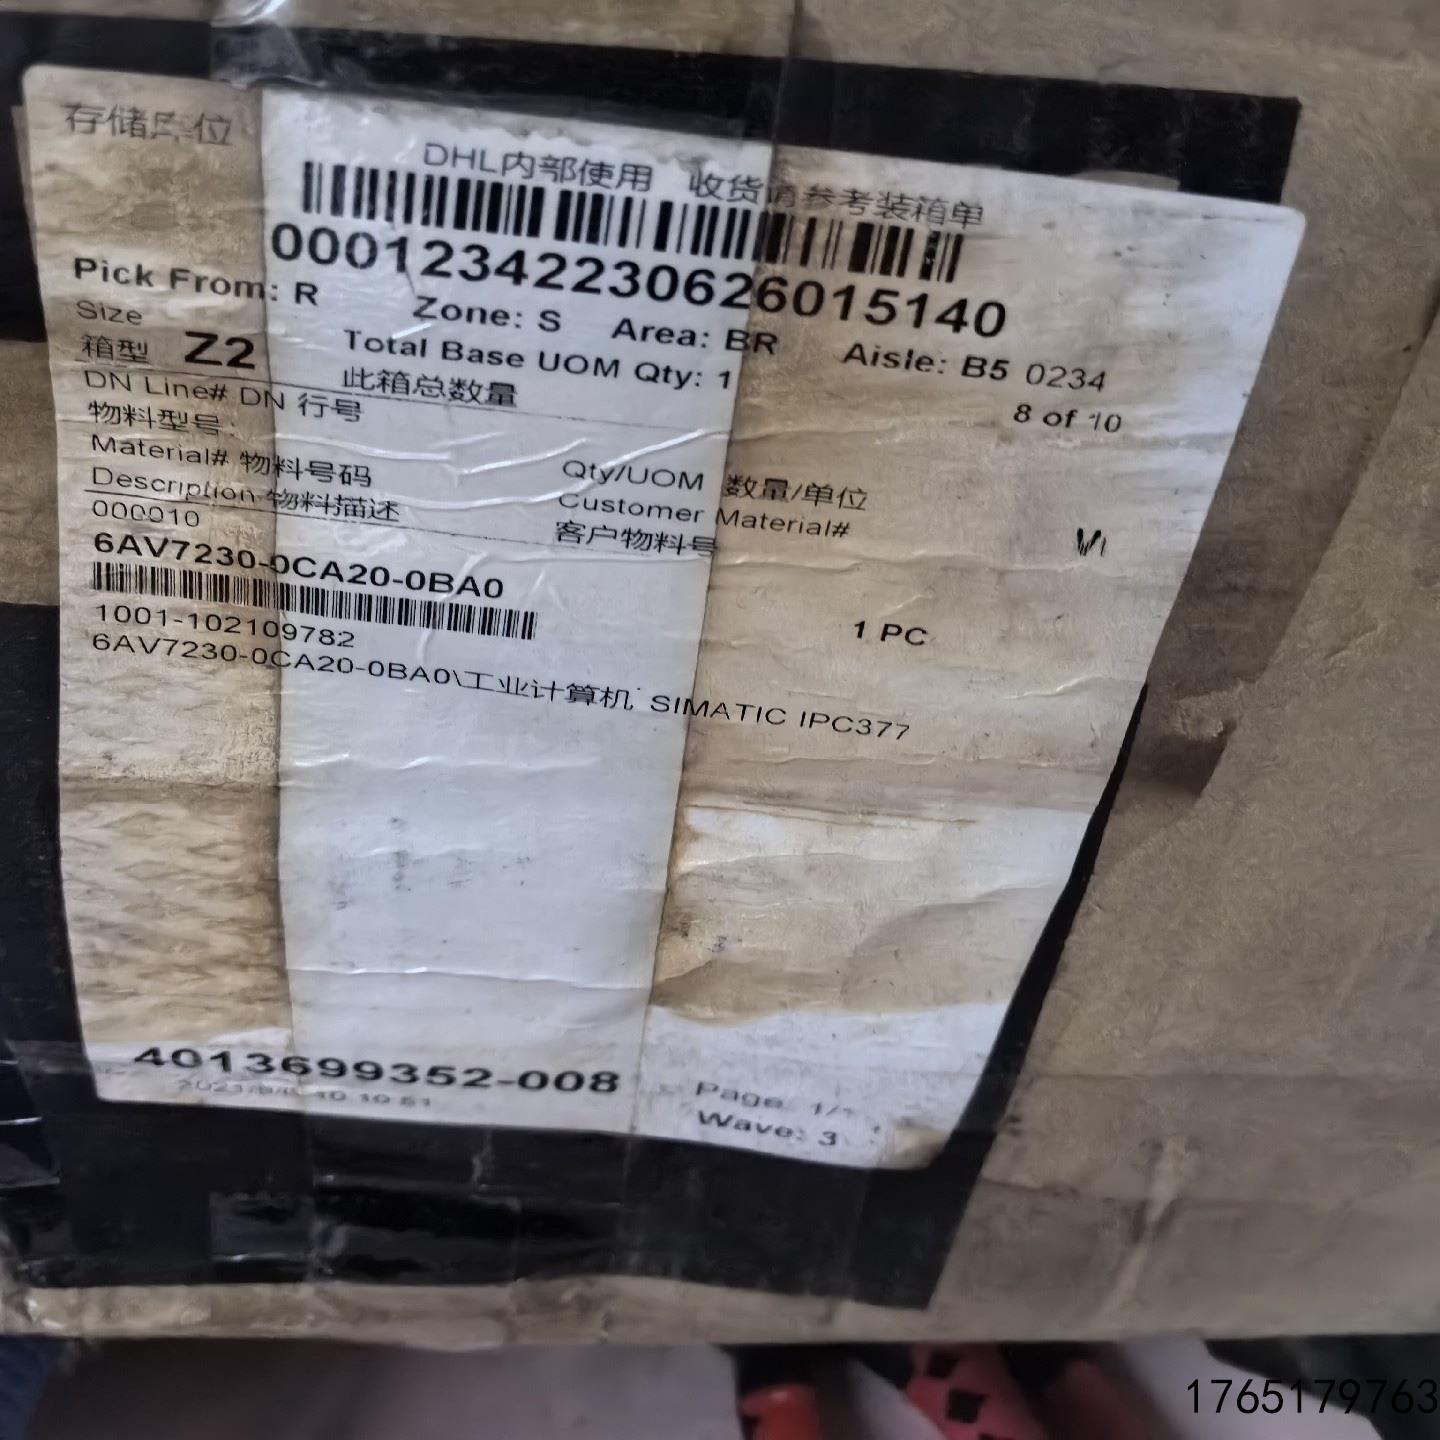 存储库位
DHL内部使用 收货请参考装箱单
00012342230626015140
Pick From: R Zone: S Area: BR Aisle: B5 0234
Size
箱型 Z2 Total Base UOM Qty: 1
此箱总数量 8 of 10
DN Line# DN 行号
物料型号:
Material# 物料号码 Qty/UOM 数量/单位
Description 物料描述 Customer Material#
客户物料号
000010
6AV7230-0CA20-0BA0
1001-102109782 1 PC
6AV7230-0CA20-0BA0\工业计算机 SIMATIC IPC377
4013699352-008
Page: 1/1
Wave: 3
1765179763